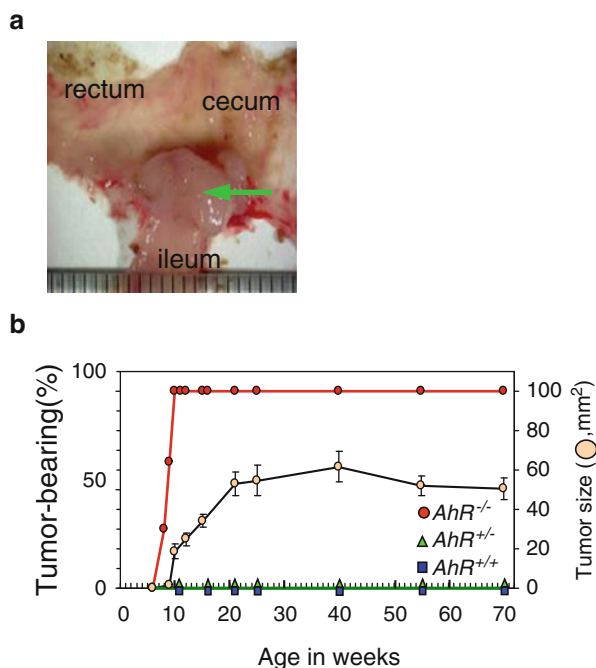 a
rectum
cecum
ileum
b
Tumor-bearing(%)
100
50
0
100
80
60
40
20
0
Tumor size ( ,mm²)
AhR⁻/⁻
AhR⁺/⁻
AhR⁺/⁺
0 10 20 30 40 50 60 70
Age in weeks